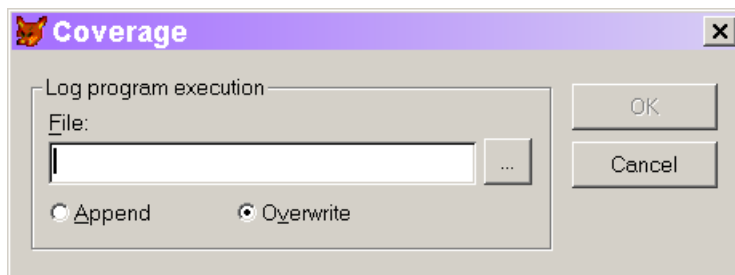 Coverage
Log program execution
File:
...
Append
Overwrite
OK
Cancel